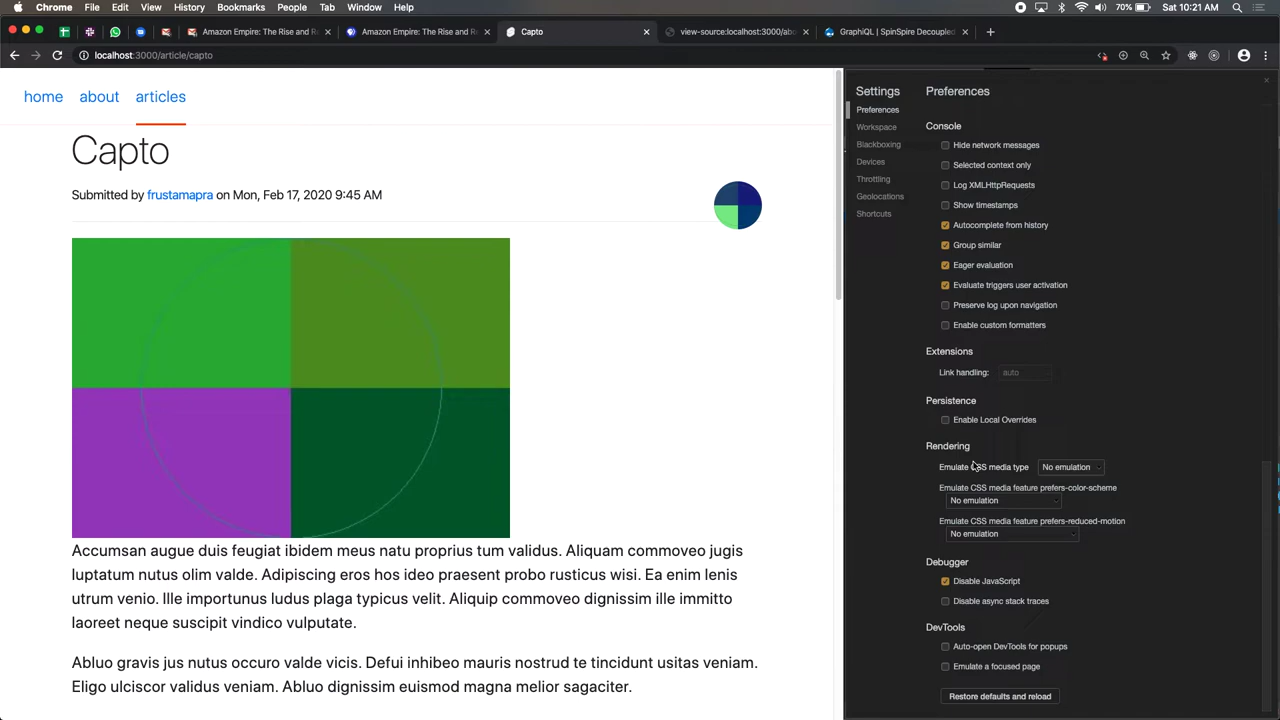 Chrome File Edit View History Bookmarks People Tab Window Help 70% Sat 10:21 AM
Amazon Empire: The Rise and R Amazon Empire: The Rise and R Capto view-source:localhost:3000/abo GraphiQL | SpinSpire Decoupled
localhost:3000/article/capto
home about articles
Capto
Submitted by frustamapra on Mon, Feb 17, 2020 9:45 AM
Accumsan augue duis feugiat ibidem meus natu proprius tum validus. Aliquam commoveo jugis
luptatum nutus olim valde. Adipiscing eros hos ideo praesent probo rusticus wisi. Ea enim lenis
utrum venio. Ille importunus ludus plaga typicus velit. Aliquip commoveo dignissim ille immitto
laoreet neque suscipit vindico vulputate.
Abluo gravis jus nutus occuro valde vicis. Defui inhibeo mauris nostrud te tincidunt usitas veniam.
Eligo ulciscor validus veniam. Abluo dignissim euismod magna melior sagaciter.
Settings
Preferences
Workspace
Blackboxing
Devices
Throttling
Geolocations
Shortcuts
Preferences
Console
Hide network messages
Selected context only
Log XMLHttpRequests
Show timestamps
Autocomplete from history
Group similar
Eager evaluation
Evaluate triggers user activation
Preserve log upon navigation
Enable custom formatters
Extensions
Link handling: auto
Persistence
Enable Local Overrides
Rendering
Emulate CSS media type No emulation
Emulate CSS media feature prefers-color-scheme
No emulation
Emulate CSS media feature prefers-reduced-motion
No emulation
Debugger
Disable JavaScript
Disable async stack traces
DevTools
Auto-open DevTools for popups
Emulate a focused page
Restore defaults and reload